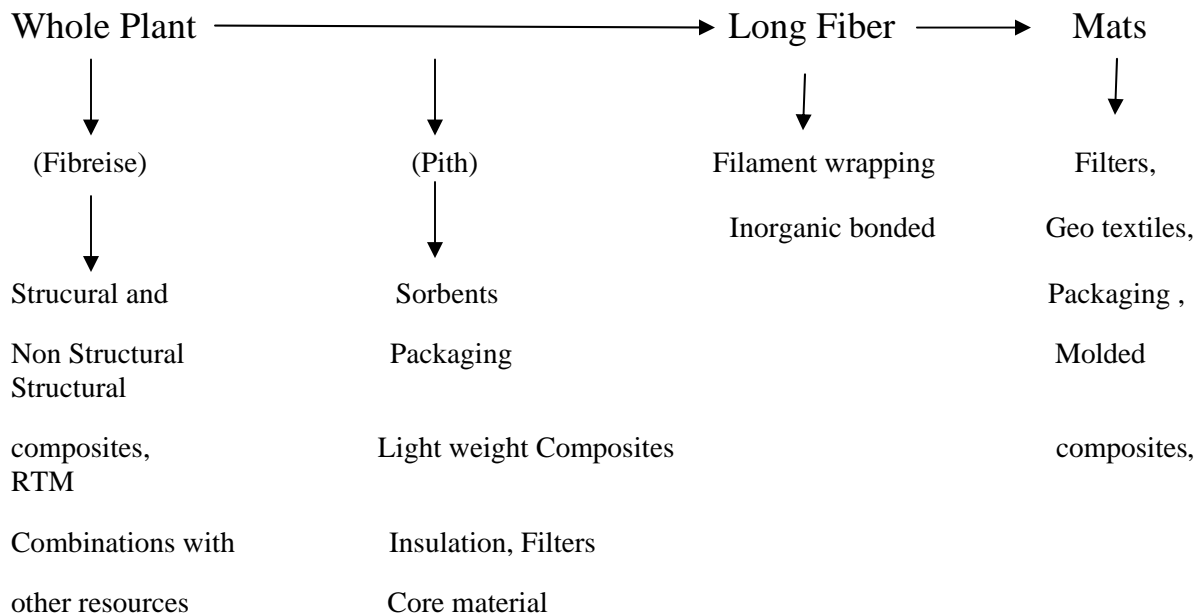 Whole Plant Long Fiber Mats
(Fibreise) (Pith) Filament wrapping Filters,
Inorganic bonded Geo textiles,
Strucural and Sorbents Packaging ,
Non Structural Packaging Molded
Structural
composites, Light weight Composites composites,
RTM
Combinations with Insulation, Filters
other resources Core material